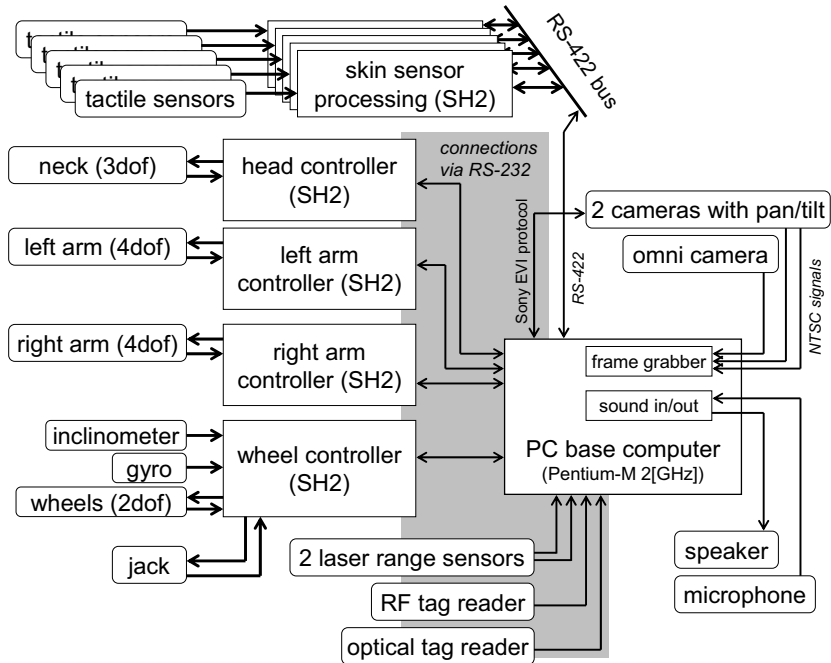 tactile sensors
skin sensor
processing (SH2)
RS-422 bus
connections
via RS-232
neck (3dof)
head controller
(SH2)
2 cameras with pan/tilt
Sony EVI protocol
RS-422
left arm (4dof)
left arm
controller (SH2)
omni camera
NTSC signals
right arm (4dof)
right arm
controller (SH2)
frame grabber
sound in/out
PC base computer
(Pentium-M 2[GHz])
inclinometer
gyro
wheels (2dof)
wheel controller
(SH2)
jack
2 laser range sensors
RF tag reader
optical tag reader
speaker
microphone